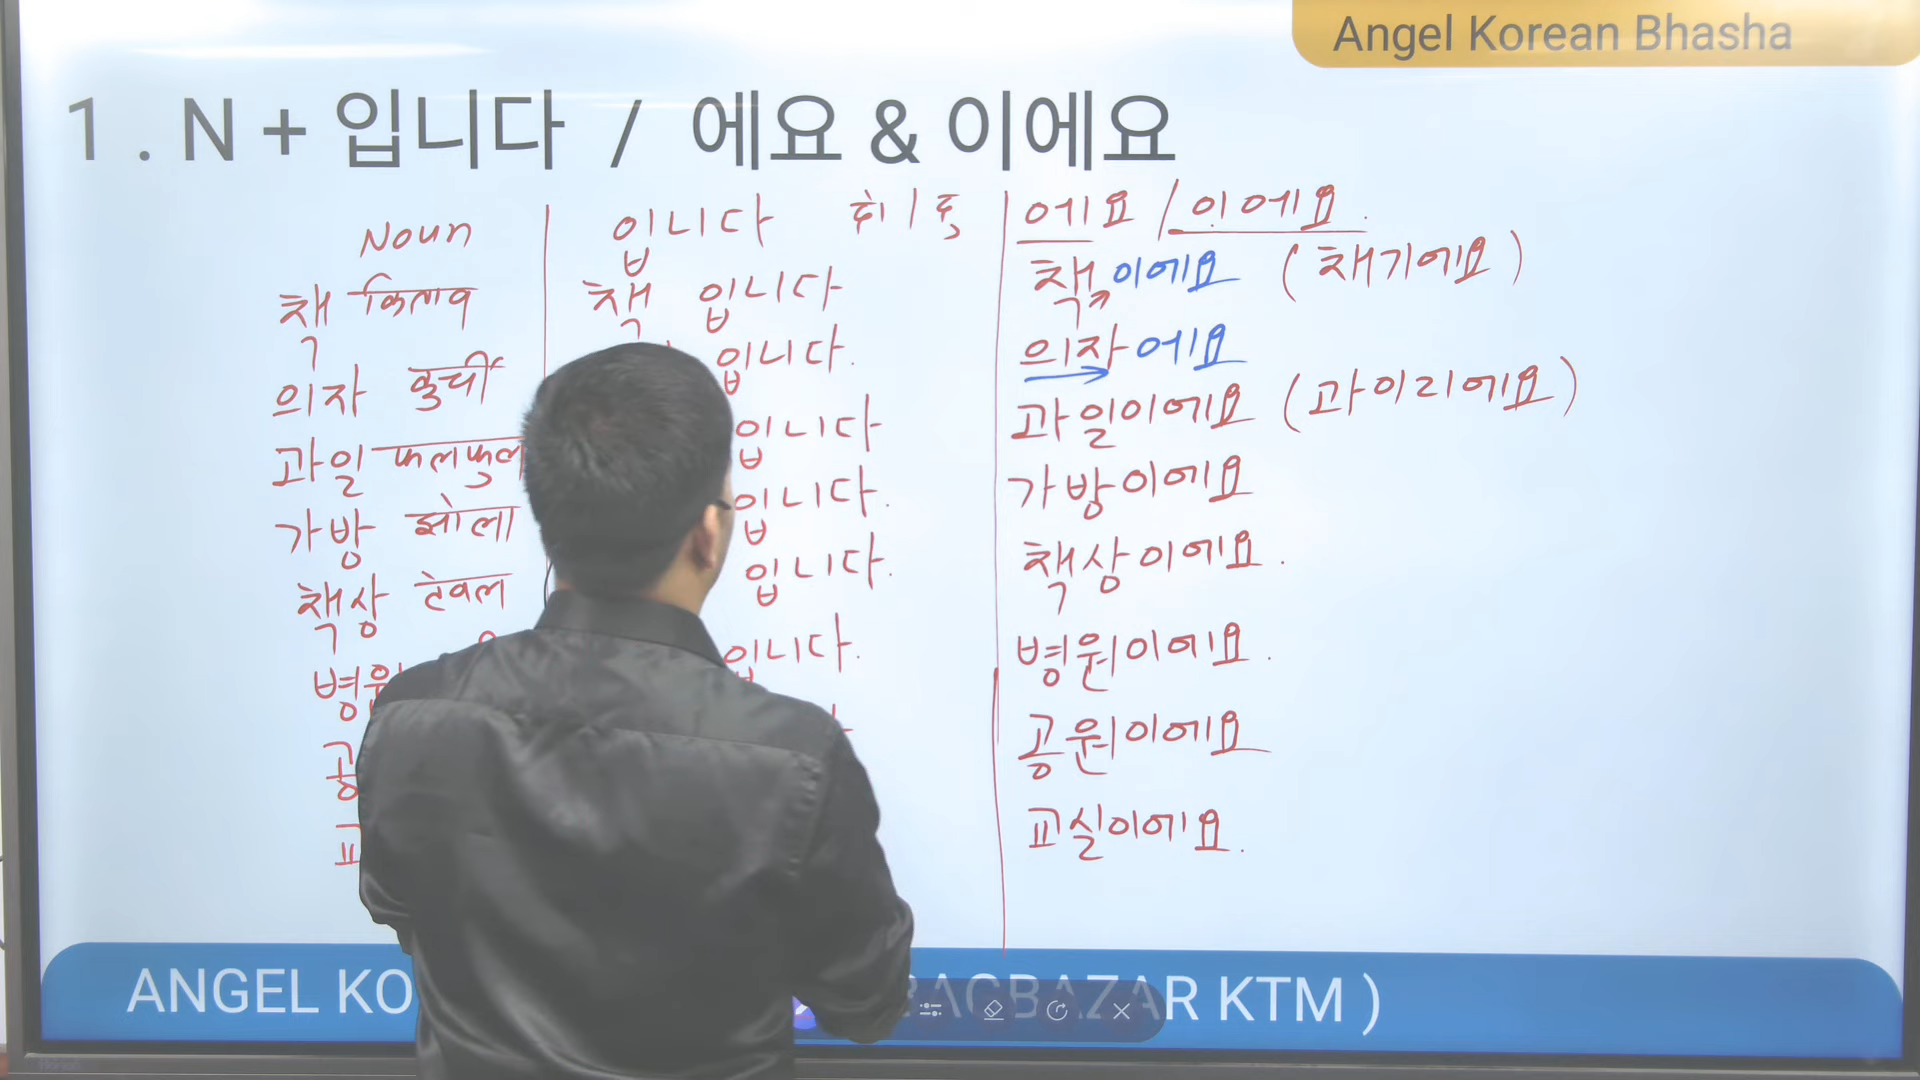 Angel Korean Bhasha
1 . N + 입니다 / 에요 & 이에요
Noun 입니다 에요 / 이에요.
책 किताब 책 입니다 책이에요 (채기에요)
의자 कुर्ची 입니다. 의자에요
과일 फलफुल 입니다 과일이에요 (과이리에요)
가방 झोला 입니다. 가방이에요
책상 टेबल 입니다. 책상이에요.
병원 입니다. 병원이에요.
공 공원이에요
교 교실이에요.
ANGEL KO BAGBAZAR KTM )